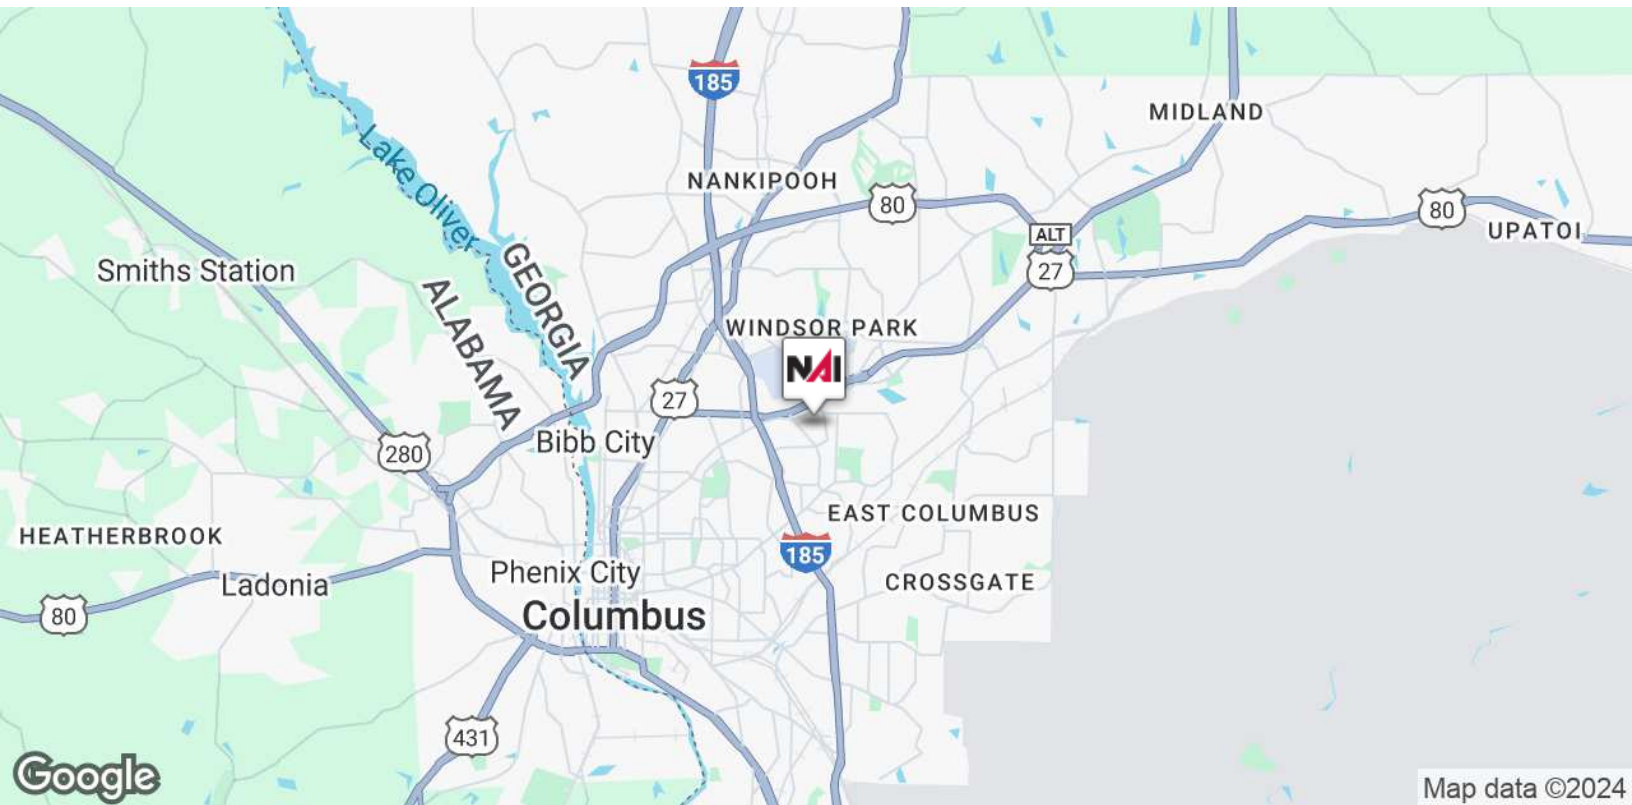 185
MIDLAND
Lake Oliver
NANKIPOOH
80
80
ALT
27
UPATOI
Smiths Station
GEORGIA
ALABAMA
WINDSOR PARK
NAI
27
Bibb City
280
EAST COLUMBUS
HEATHERBROOK
185
Phenix City
CROSSGATE
Ladonia
80
Columbus
431
Google
Map data ©2024